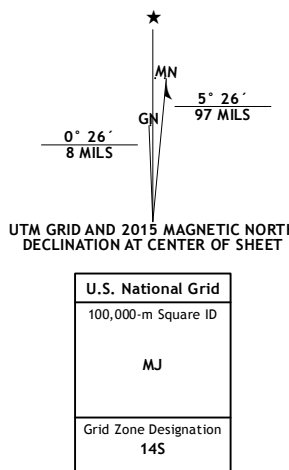 ★
MN
GN
5° 26´
97 MILS
0° 26´
8 MILS
UTM GRID AND 2015 MAGNETIC NORTH
DECLINATION AT CENTER OF SHEET
U.S. National Grid
100,000-m Square ID
MJ
Grid Zone Designation
14S